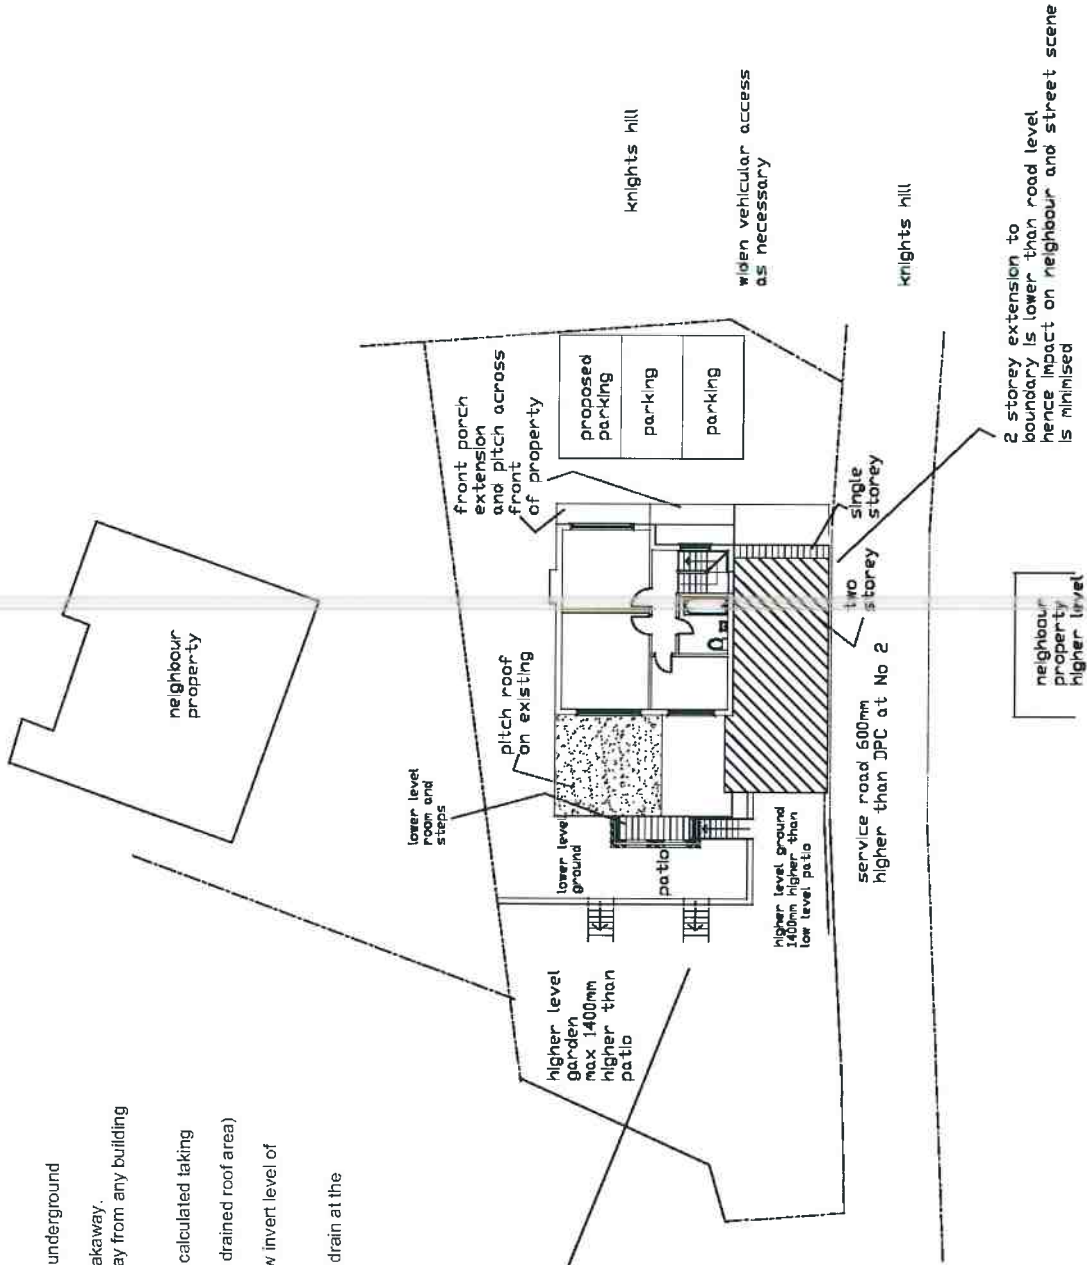 underground
akaway.
ay from any building
calculated taking
drained roof area)
w invert level of
drain at the
neighbour
property
knights hill
widen vehicular access
as necessary
knights hill
front porch
extension
and pitch across
front
of property
proposed
parking
parking
parking
pitch roof
on existing
lower level
room and
steps
lower level
ground
patio
higher level
garden
max 1400mm
higher than
patio
higher level ground
1400mm higher than
low level patio
single
storey
two
storey
service road 600mm
higher than DPC at No 2
2 storey extension to
boundary is lower than road level
hence impact on neighbour and street scene
is minimised
neighbour
property
higher level